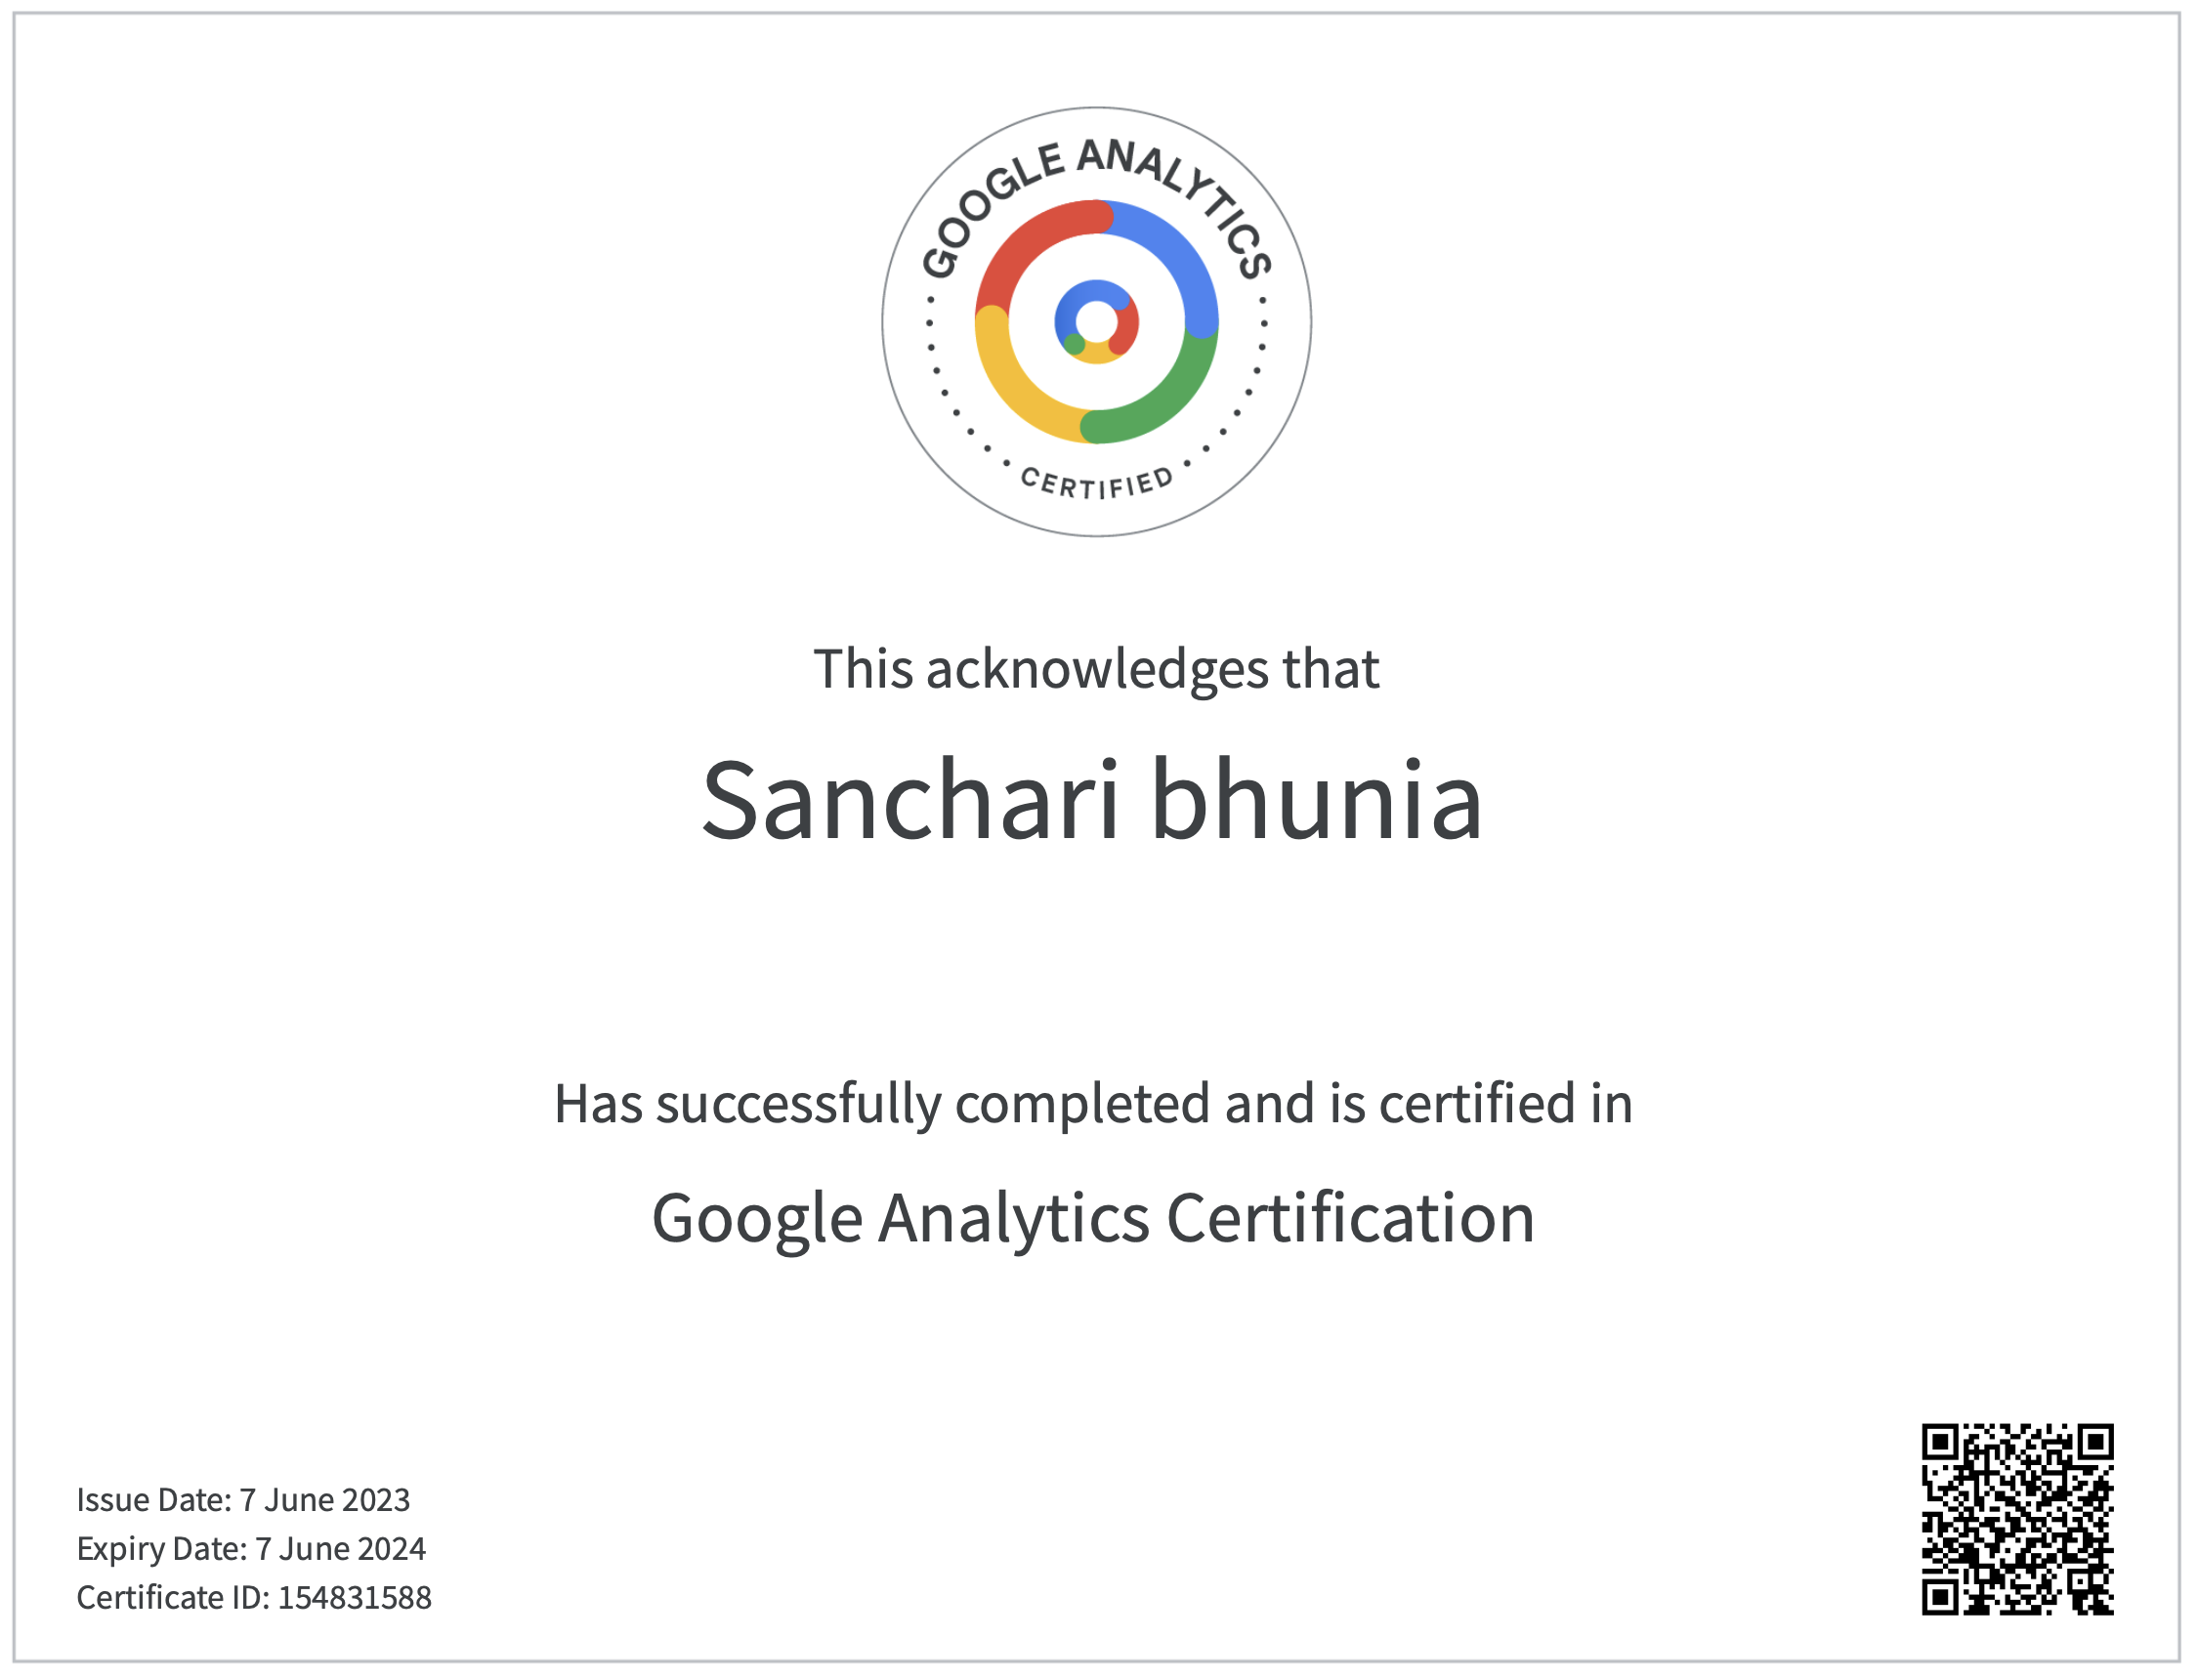 GOOGLE ANALYTICS
CERTIFIED
This acknowledges that
Sanchari bhunia
Has successfully completed and is certified in
Google Analytics Certification
Issue Date: 7 June 2023
Expiry Date: 7 June 2024
Certificate ID: 154831588